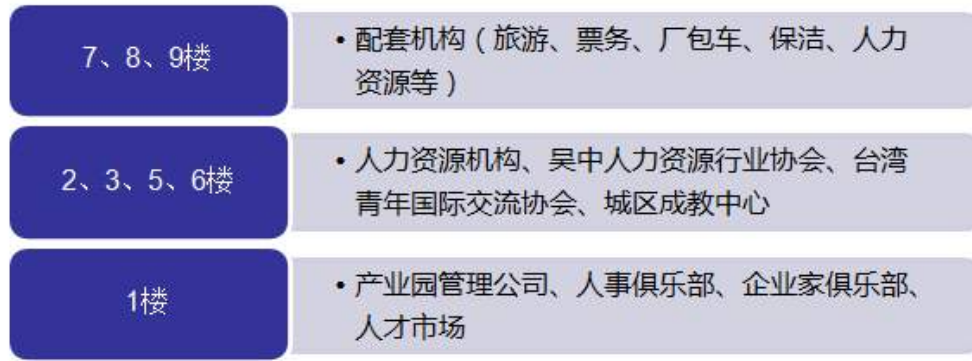 7、8、9楼
• 配套机构（旅游、票务、厂包车、保洁、人力
资源等）
2、3、5、6楼
• 人力资源机构、吴中人力资源行业协会、台湾
青年国际交流协会、城区成教中心
1楼
• 产业园管理公司、人事俱乐部、企业家俱乐部、
人才市场